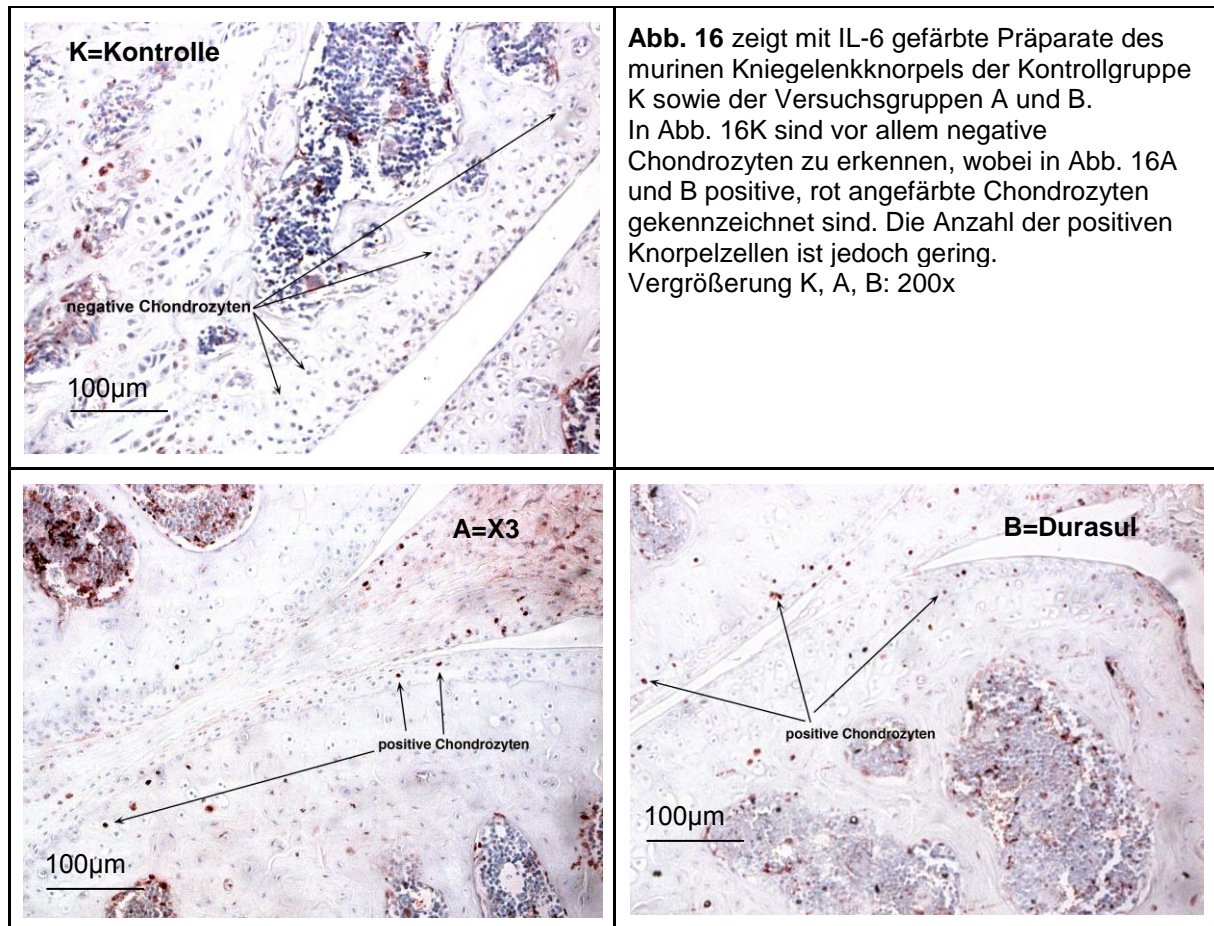 K=Kontrolle
negative Chondrozyten
100µm
Abb. 16 zeigt mit IL-6 gefärbte Präparate des
murinen Kniegelenkknorpels der Kontrollgruppe
K sowie der Versuchsgruppen A und B.
In Abb. 16K sind vor allem negative
Chondrozyten zu erkennen, wobei in Abb. 16A
und B positive, rot angefärbte Chondrozyten
gekennzeichnet sind. Die Anzahl der positiven
Knorpelzellen ist jedoch gering.
Vergrößerung K, A, B: 200x
A=X3
positive Chondrozyten
100µm
B=Durasul
positive Chondrozyten
100µm